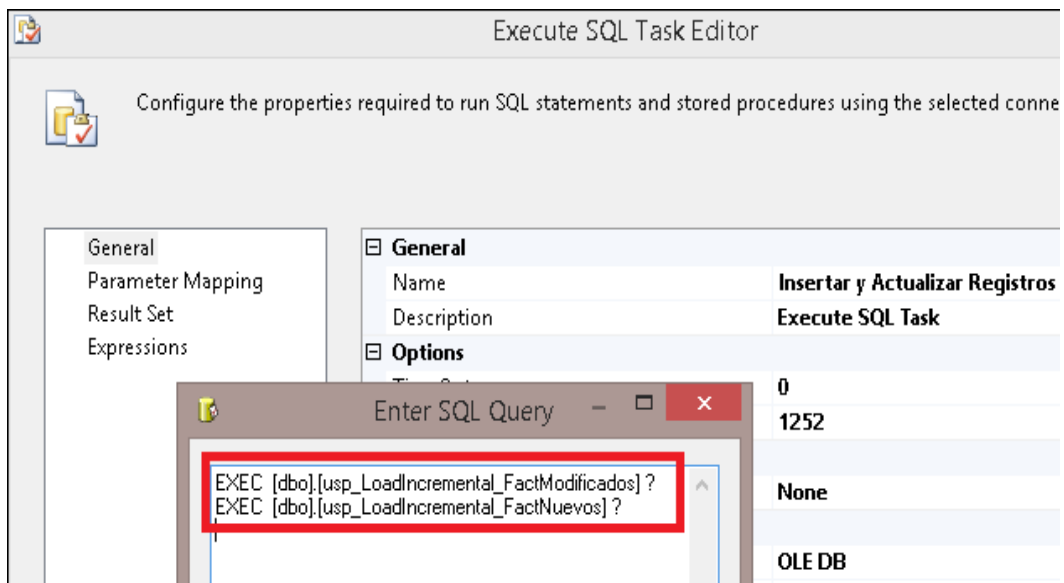 Execute SQL Task Editor
Configure the properties required to run SQL statements and stored procedures using the selected conne
General
Parameter Mapping
Result Set
Expressions
General
Name Insertar y Actualizar Registros
Description Execute SQL Task
Options
0
1252
None
OLE DB
Enter SQL Query
EXEC [dbo].[usp_LoadIncremental_FactModificados] ?
EXEC [dbo].[usp_LoadIncremental_FactNuevos] ?